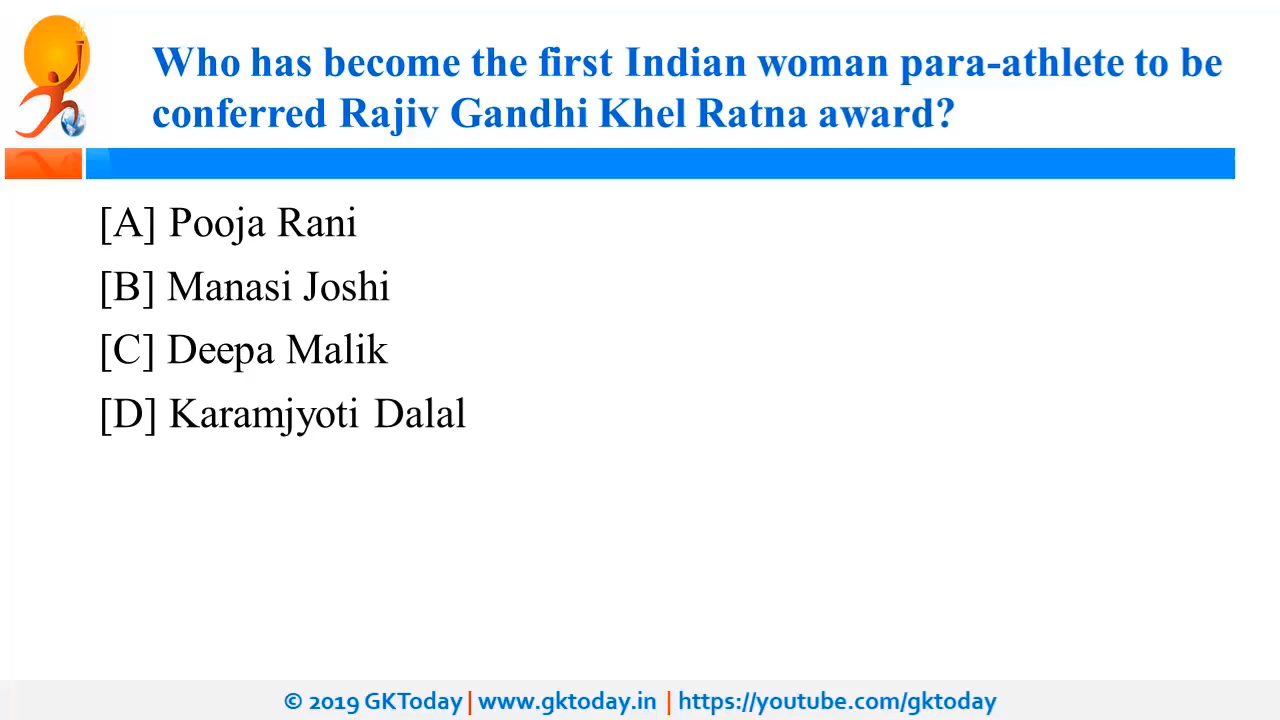 Who has become the first Indian woman para-athlete to be
conferred Rajiv Gandhi Khel Ratna award?
[A] Pooja Rani
[B] Manasi Joshi
[C] Deepa Malik
[D] Karamjyoti Dalal
© 2019 GKToday | www.gktoday.in | https://youtube.com/gktoday